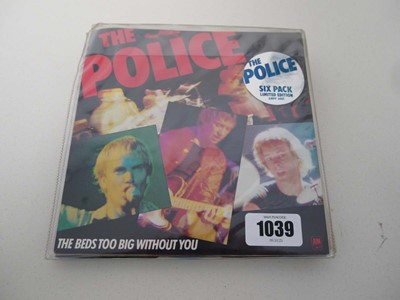 THE
POLICE
THE
POLICE
SIX PACK
LIMITED EDITION
1039
THE BEDS TOO BIG WITHOUT YOU